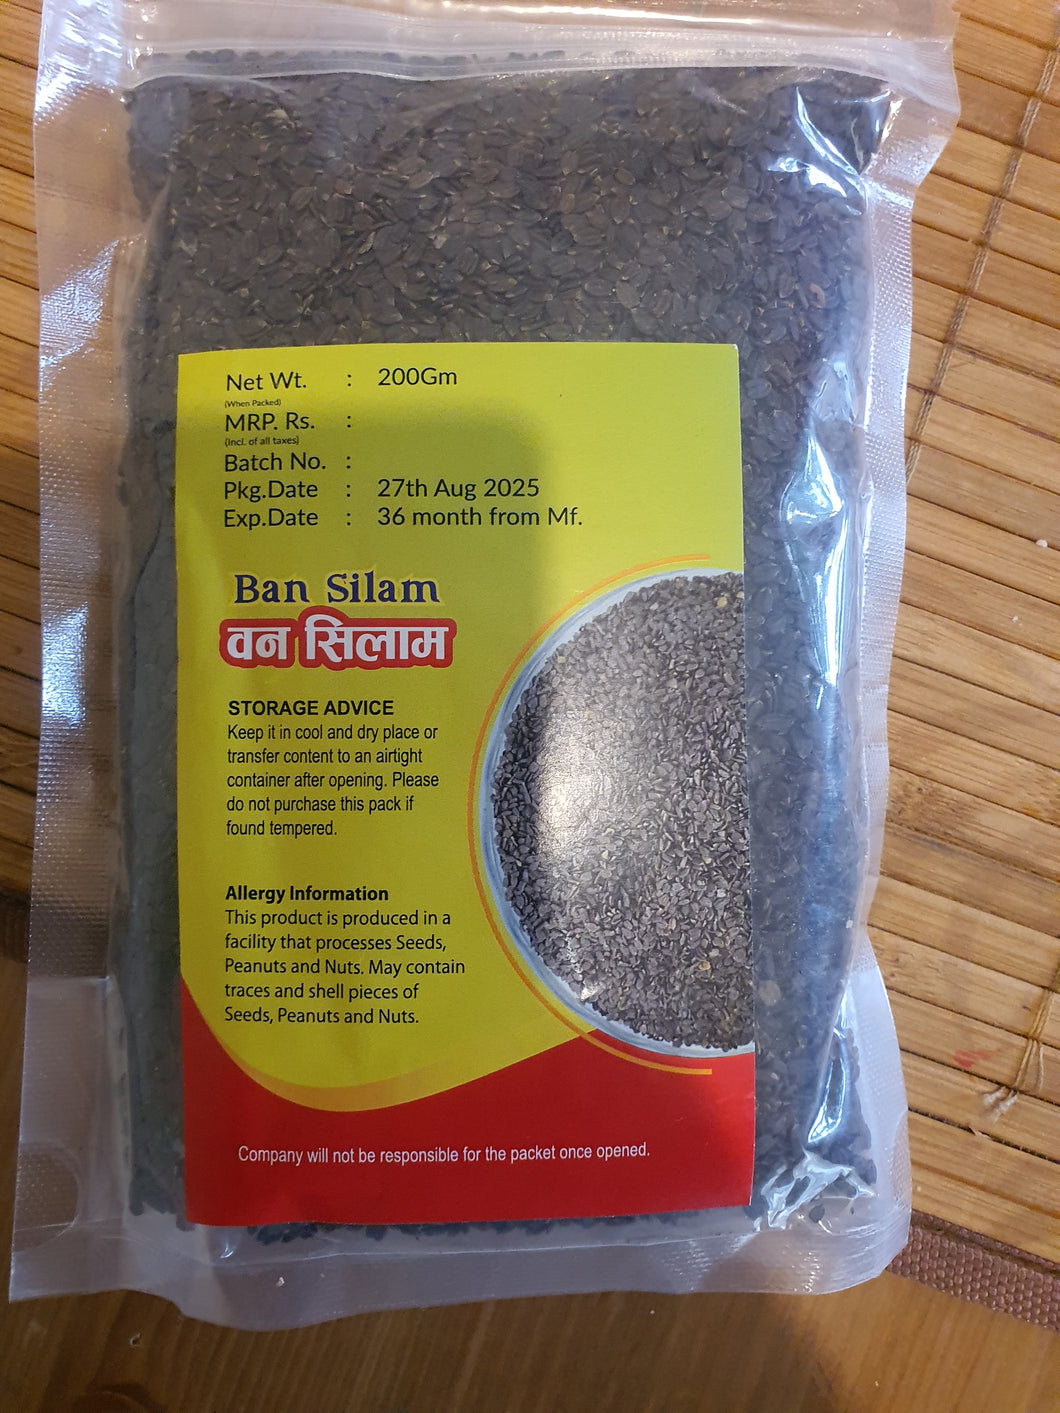 Net Wt. : 200Gm
(When Packed)
MRP. Rs. :
(Incl. of all taxes)
Batch No. :
Pkg.Date : 27th Aug 2025
Exp.Date : 36 month from Mf.
Ban Silam
वन सिलाम
STORAGE ADVICE
Keep it in cool and dry place or
transfer content to an airtight
container after opening. Please
do not purchase this pack if
found tempered.
Allergy Information
This product is produced in a
facility that processes Seeds,
Peanuts and Nuts. May contain
traces and shell pieces of
Seeds, Peanuts and Nuts.
Company will not be responsible for the packet once opened.